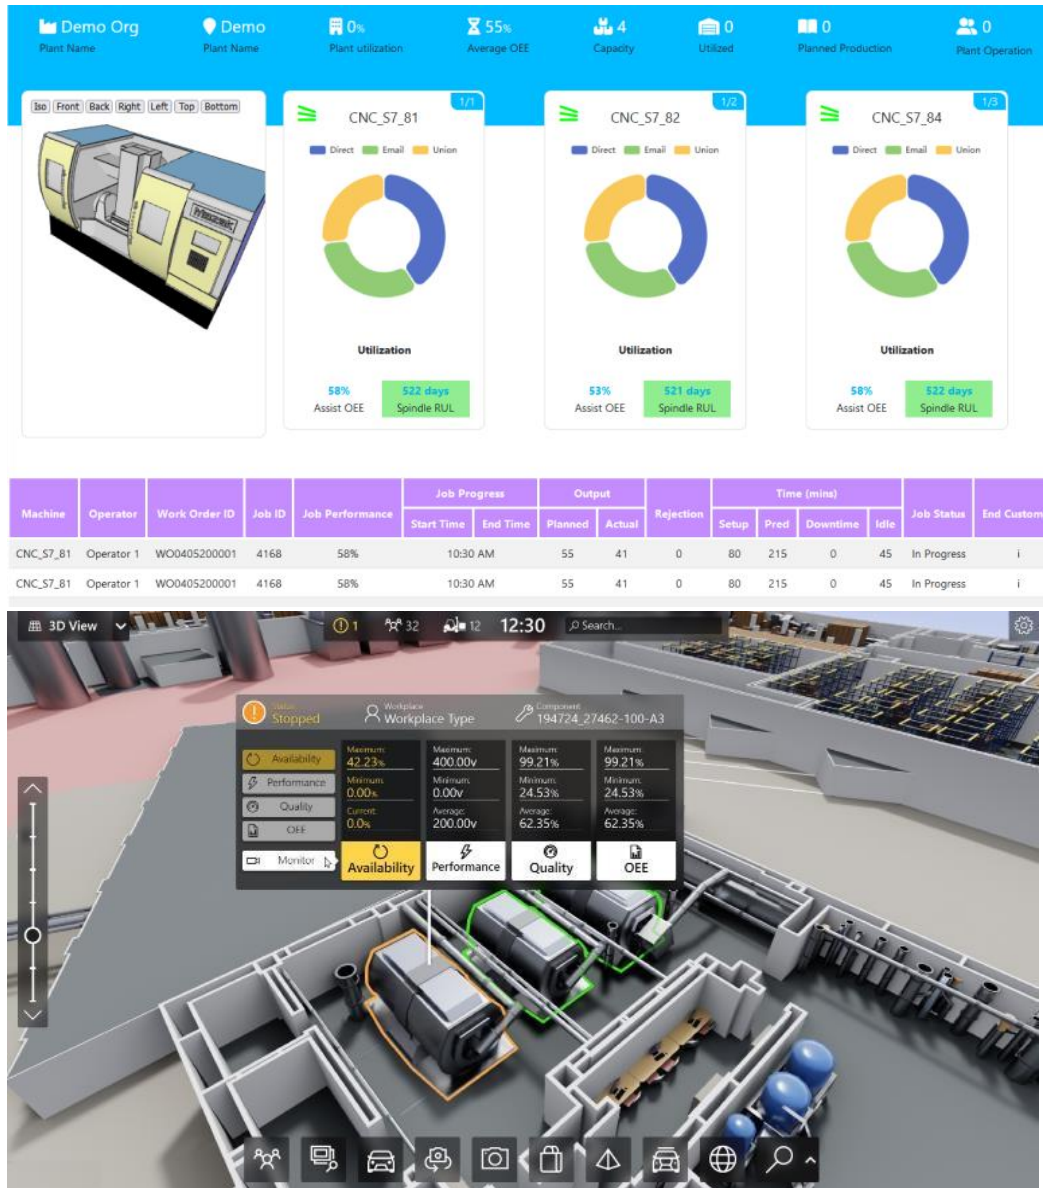 Demo Org Demo 0% 55% 4 0 0 0
Plant Name Plant Name Plant utilization Average OEE Capacity Utilized Planned Production Plant Operation
Iso Front Back Right Left Top Bottom
1/1
CNC_S7_81
Direct Email Union
Utilization
58% 522 days
Assist OEE Spindle RUL
1/2
CNC_S7_82
Direct Email Union
Utilization
53% 521 days
Assist OEE Spindle RUL
1/3
CNC_S7_84
Direct Email Union
Utilization
58% 522 days
Assist OEE Spindle RUL
Job Progress Output Time (mins)
Machine Operator Work Order ID Job ID Job Performance Rejection Job Status End Custom
Start Time End Time Planned Actual Setup Pred Downtime Idle
CNC_S7_81 Operator 1 WO0405200001 4168 58% 10:30 AM 55 41 0 80 215 0 45 In Progress i
CNC_S7_81 Operator 1 WO0405200001 4168 58% 10:30 AM 55 41 0 80 215 0 45 In Progress i
3D View 1 32 12 12:30 Search...
Status Workplace Component
Stopped Workplace Type 194724_27462-100-A3
Availability
Performance
Quality
OEE
Monitor
Maximum: Maximum: Maximum: Maximum:
42.23% 400.00v 99.21% 99.21%
Minimum: Minimum: Minimum: Minimum:
0.00% 0.00v 24.53% 24.53%
Current: Average: Average: Average:
0.0% 200.00v 62.35% 62.35%
Availability Performance Quality OEE